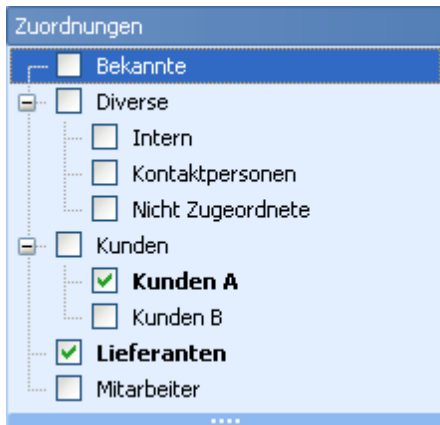 Zuordnungen
Bekannte
Diverse
Intern
Kontaktpersonen
Nicht Zugeordnete
Kunden
Kunden A
Kunden B
Lieferanten
Mitarbeiter